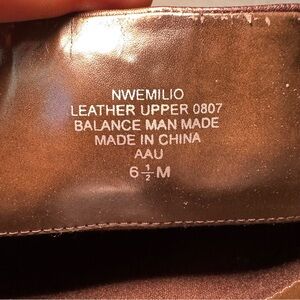 NWEMILIO
LEATHER UPPER 0807
BALANCE MAN MADE
MADE IN CHINA
AAU
6 ½ M